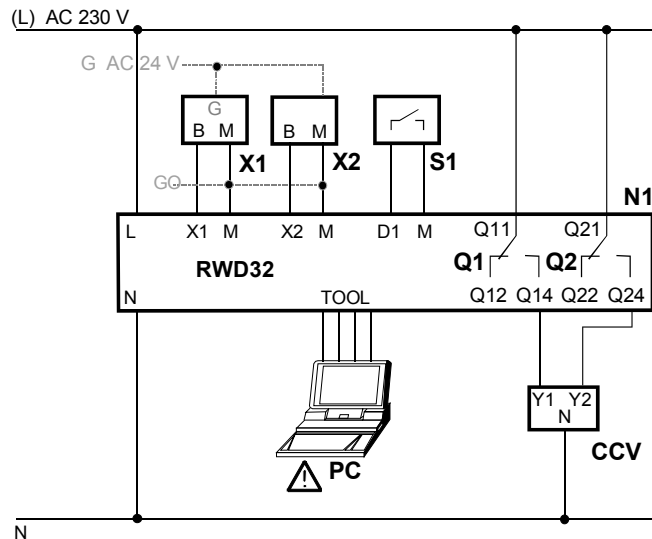 (L) AC 230 V
G AC 24 V
G
B M
B M
X1
X2
S1
GO
N1
L X1 M X2 M D1 M Q11 Q21
RWD32
Q1
Q2
N TOOL Q12 Q14 Q22 Q24
Y1 Y2
N
CCV
PC
N